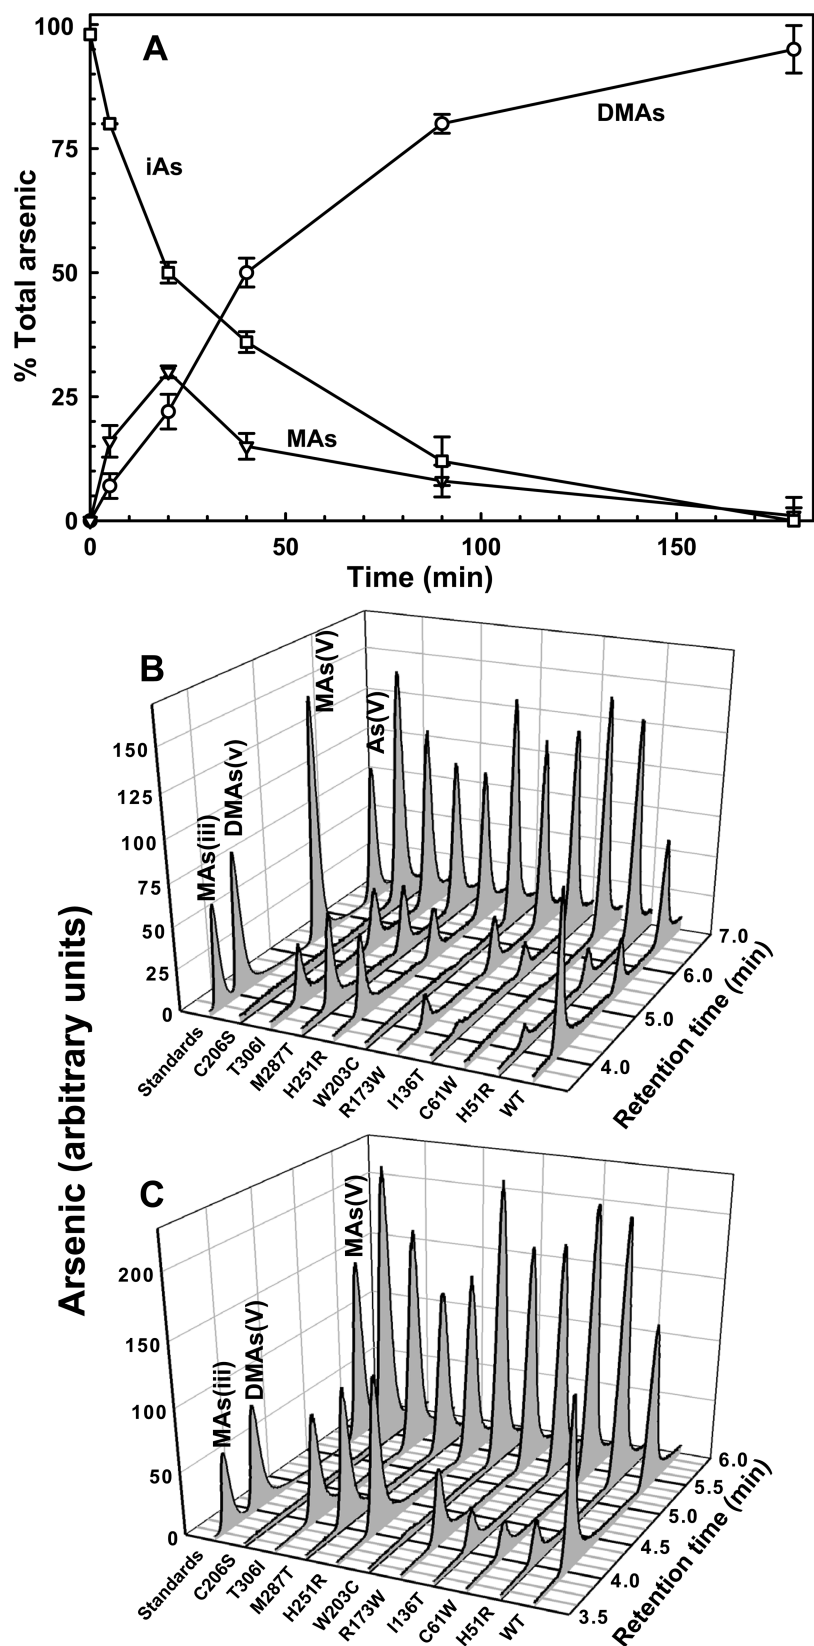 A
100
75
50
25
0
% Total arsenic
iAs
DMAs
MAs
0
50
100
150
Time (min)
B
MAs(iii)
DMAs(v)
MAs(V)
As(V)
150
125
100
75
50
25
0
Standards
C206S
T306I
M287T
H251R
W203C
R173W
I136T
C61W
H51R
WT
7.0
6.0
5.0
4.0
Retention time (min)
Arsenic (arbitrary units)
C
MAs(iii)
DMAs(V)
MAs(V)
200
150
100
50
0
Standards
C206S
T306I
M287T
H251R
W203C
R173W
I136T
C61W
H51R
WT
6.0
5.5
5.0
4.5
4.0
3.5
Retention time (min)